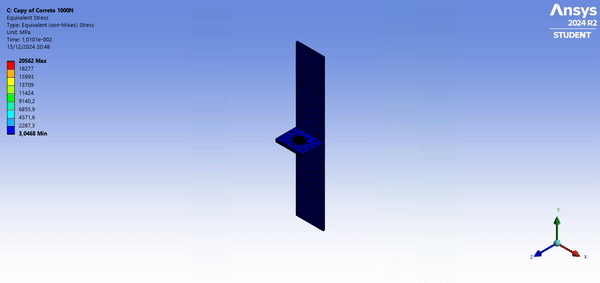 C: Copy of Correto 1000N
Equivalent Stress
Type: Equivalent (von-Mises) Stress
Unit: MPa
Time: 1,0101e-002
15/12/2024 20:48
20562 Max
18277
15993
13709
11424
9140,2
6855,9
4571,6
2287,3
3,0468 Min
Ansys
2024 R2
STUDENT
Y
Z
X